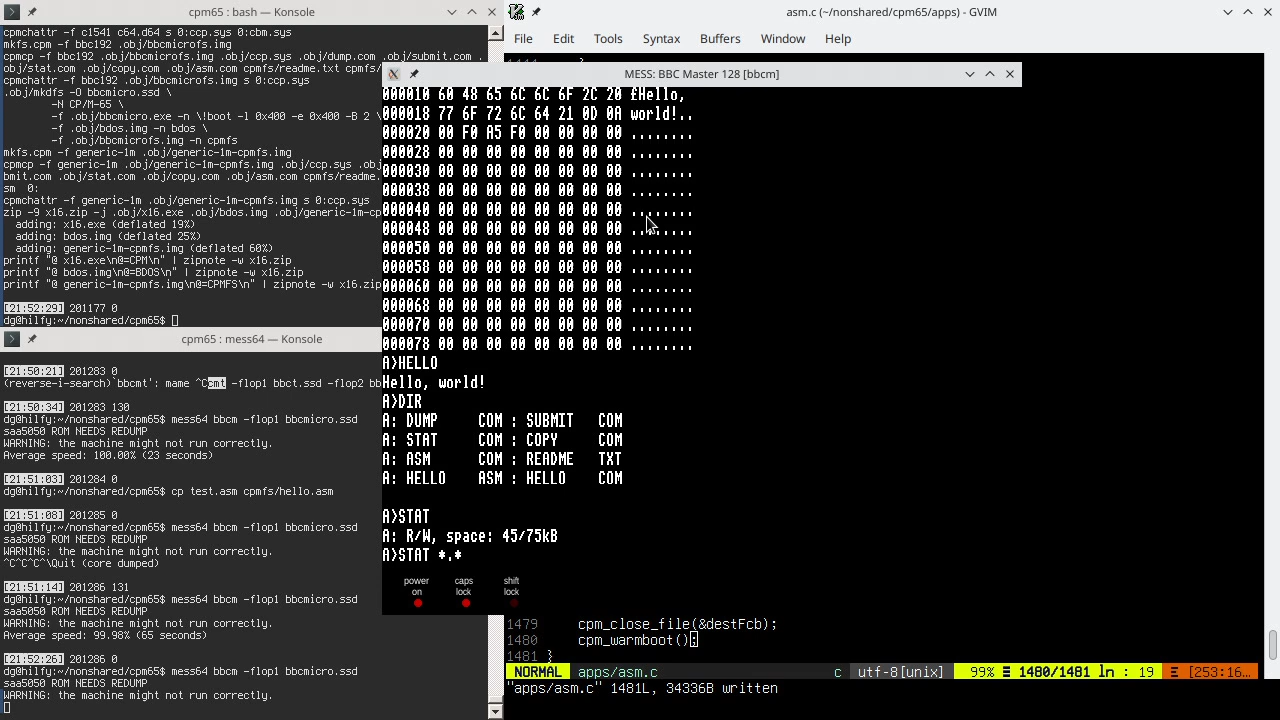 cpm65 : bash — Konsole
cpmchattr -f c1541 c64.d64 s 0:ccp.sys 0:cbm.sys
mkfs.cpm -f bbc192 .obj/bbcmicrofs.img
cpmcp -f bbc192 .obj/bbcmicrofs.img .obj/ccp.sys .obj/dump.com .obj/submit.com .
obj/stat.com .obj/copy.com .obj/asm.com cpmfs/readme.txt cpmfs/
cpmchattr -f bbc192 .obj/bbcmicrofs.img s 0:ccp.sys
.obj/mkdfs -O bbcmicro.ssd \
-N CP/M-65 \
-f .obj/bbcmicro.exe -n \!boot -l 0x400 -e 0x400 -B 2 \
-f .obj/bdos.img -n bdos \
-f .obj/bbcmicrofs.img -n cpmfs
mkfs.cpm -f generic-1m .obj/generic-1m-cpmfs.img
cpmcp -f generic-1m .obj/generic-1m-cpmfs.img .obj/ccp.sys .obj
bmit.com .obj/stat.com .obj/copy.com .obj/asm.com cpmfs/readme.
sm 0:
cpmchattr -f generic-1m .obj/generic-1m-cpmfs.img s 0:ccp.sys
zip -9 x16.zip -j .obj/x16.exe .obj/bdos.img .obj/generic-1m-cp
adding: x16.exe (deflated 19%)
adding: bdos.img (deflated 25%)
adding: generic-1m-cpmfs.img (deflated 60%)
printf "@ x16.exe\n@=CPM\n" | zipnote -w x16.zip
printf "@ bdos.img\n@=BDOS\n" | zipnote -w x16.zip
printf "@ generic-1m-cpmfs.img\n@=CPMFS\n" | zipnote -w x16.zip
[21:52:29] 201177 0
dg@hilfy:~/nonshared/cpm65$
cpm65 : mess64 — Konsole
[21:50:21] 201283 0
(reverse-i-search)`bbcmt': mame ^Ccmt -flop1 bbct.ssd -flop2 bb
[21:50:34] 201283 130
dg@hilfy:~/nonshared/cpm65$ mess64 bbcm -flop1 bbcmicro.ssd
saa5050 ROM NEEDS REDUMP
WARNING: the machine might not run correctly.
Average speed: 100.00% (23 seconds)
[21:51:03] 201284 0
dg@hilfy:~/nonshared/cpm65$ cp test.asm cpmfs/hello.asm
[21:51:08] 201285 0
dg@hilfy:~/nonshared/cpm65$ mess64 bbcm -flop1 bbcmicro.ssd
saa5050 ROM NEEDS REDUMP
WARNING: the machine might not run correctly.
^C^C^C^\Quit (core dumped)
[21:51:14] 201286 131
dg@hilfy:~/nonshared/cpm65$ mess64 bbcm -flop1 bbcmicro.ssd
saa5050 ROM NEEDS REDUMP
WARNING: the machine might not run correctly.
Average speed: 99.98% (65 seconds)
[21:52:26] 201286 0
dg@hilfy:~/nonshared/cpm65$ mess64 bbcm -flop1 bbcmicro.ssd
saa5050 ROM NEEDS REDUMP
WARNING: the machine might not run correctly.
asm.c (~/nonshared/cpm65/apps) - GVIM
File Edit Tools Syntax Buffers Window Help
MESS: BBC Master 128 [bbcm]
000010 60 48 65 6C 6C 6F 2C 20 £Hello,
000018 77 6F 72 6C 64 21 0D 0A world!..
000020 00 F0 A5 F0 00 00 00 00 ........
000028 00 00 00 00 00 00 00 00 ........
000030 00 00 00 00 00 00 00 00 ........
000038 00 00 00 00 00 00 00 00 ........
000040 00 00 00 00 00 00 00 00 ........
000048 00 00 00 00 00 00 00 00 ........
000050 00 00 00 00 00 00 00 00 ........
000058 00 00 00 00 00 00 00 00 ........
000060 00 00 00 00 00 00 00 00 ........
000068 00 00 00 00 00 00 00 00 ........
000070 00 00 00 00 00 00 00 00 ........
000078 00 00 00 00 00 00 00 00 ........
A>HELLO
Hello, world!
A>DIR
A: DUMP COM : SUBMIT COM
A: STAT COM : COPY COM
A: ASM COM : README TXT
A: HELLO ASM : HELLO COM
A>STAT
A: R/W, space: 45/75kB
A>STAT *.*
power on
caps lock
shift lock
1479 cpm_close_file(&destFcb);
1480 cpm_warmboot();
1481 }
NORMAL apps/asm.c c utf-8[unix] 99% ≡ 1480/1481 ln : 19 Ξ [253:16…
"apps/asm.c" 1481L, 34336B written